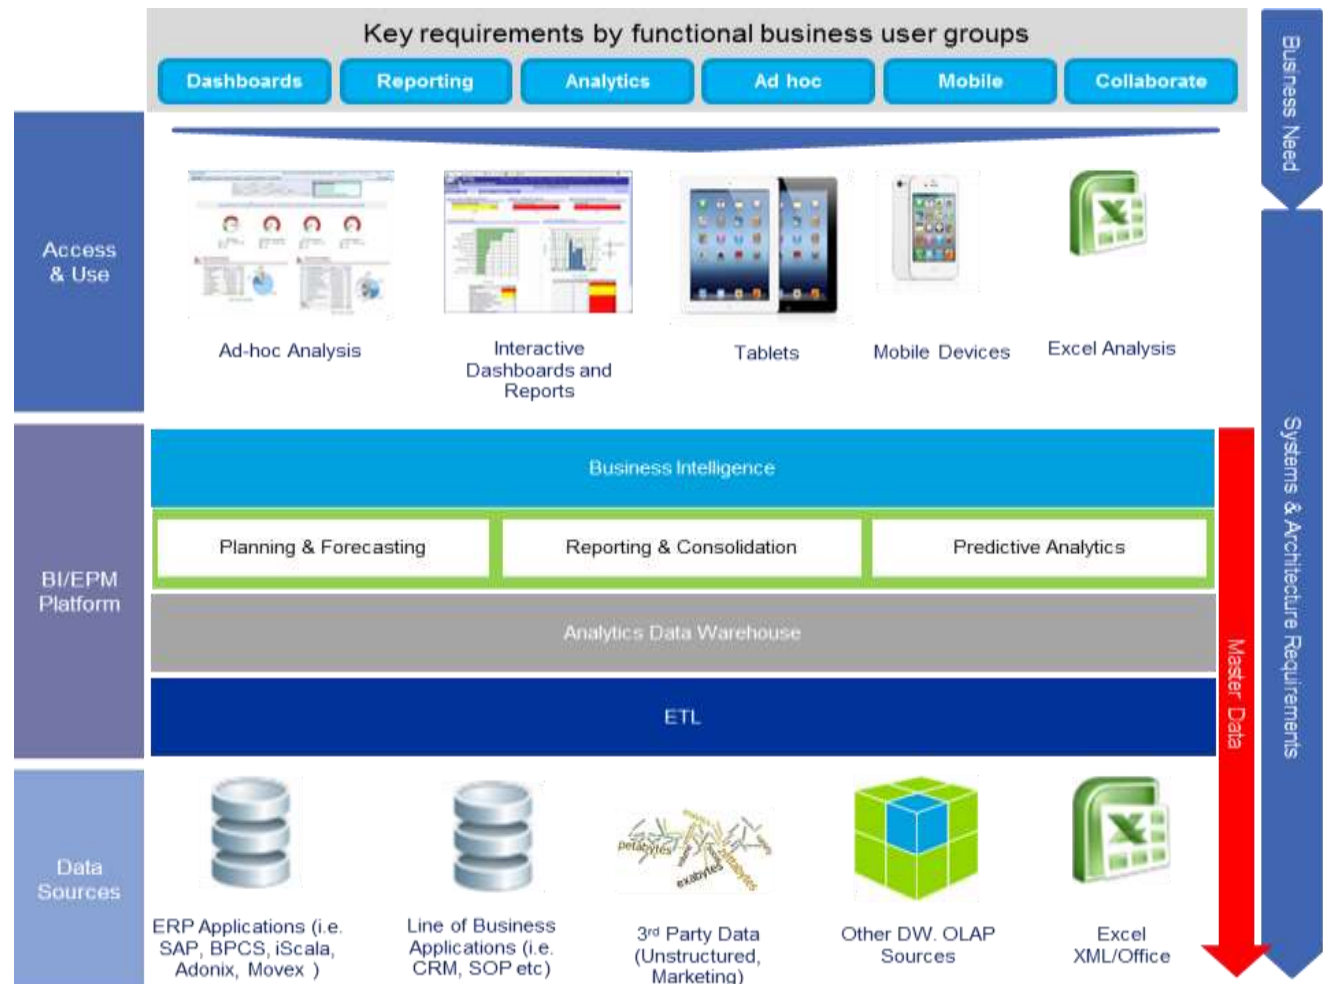 Key requirements by functional business user groups
Dashboards
Reporting
Analytics
Ad hoc
Mobile
Collaborate
Business Need
Access
& Use
Ad-hoc Analysis
Interactive
Dashboards and
Reports
Tablets
Mobile Devices
Excel Analysis
Systems & Architecture Requirements
BI/EPM
Platform
Business Intelligence
Planning & Forecasting
Reporting & Consolidation
Predictive Analytics
Analytics Data Warehouse
ETL
Master Data
Data
Sources
petabytes
exabytes
zettabytes
ERP Applications (i.e.
SAP, BPCS, iScala,
Adonix, Movex )
Line of Business
Applications (i.e.
CRM, SOP etc)
3rd Party Data
(Unstructured,
Marketing)
Other DW. OLAP
Sources
Excel
XML/Office